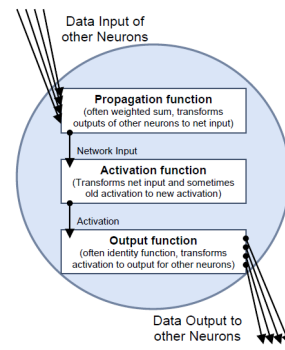 Data Input of
other Neurons
Propagation function
(often weighted sum, transforms
outputs of other neurons to net input)
Network Input
Activation function
(Transforms net input and sometimes
old activation to new activation)
Activation
Output function
(often identity function, transforms
activation to output for other neurons)
Data Output to
other Neurons